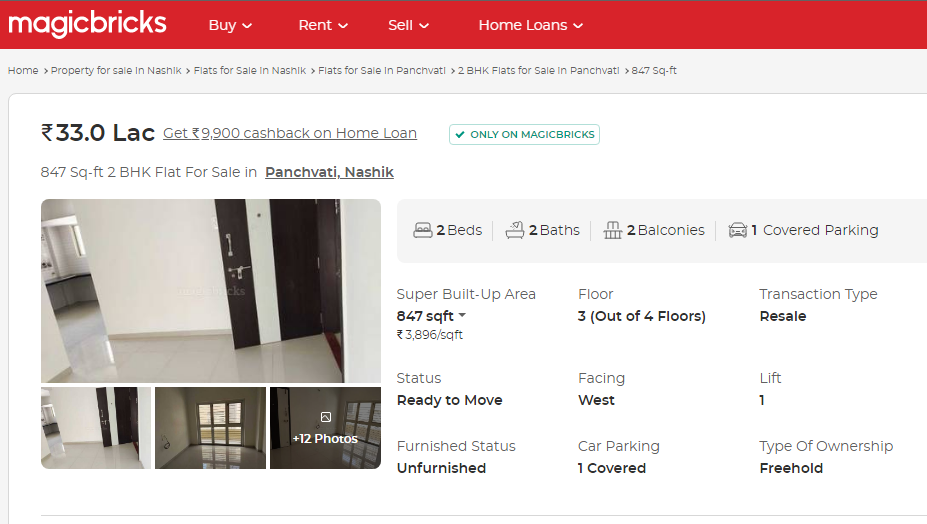 magicbricks
Buy Rent Sell Home Loans
Home > Property for sale in Nashik > Flats for Sale in Nashik > Flats for Sale in Panchvati > 2 BHK Flats for Sale in Panchvati > 847 Sq-ft
₹33.0 Lac Get ₹9,900 cashback on Home Loan ONLY ON MAGICBRICKS
847 Sq-ft 2 BHK Flat For Sale in Panchvati, Nashik
2 Beds 2 Baths 2 Balconies 1 Covered Parking
Super Built-Up Area Floor Transaction Type
847 sqft 3 (Out of 4 Floors) Resale
₹3,896/sqft
Status Facing Lift
Ready to Move West 1
+12 Photos
Furnished Status Car Parking Type Of Ownership
Unfurnished 1 Covered Freehold